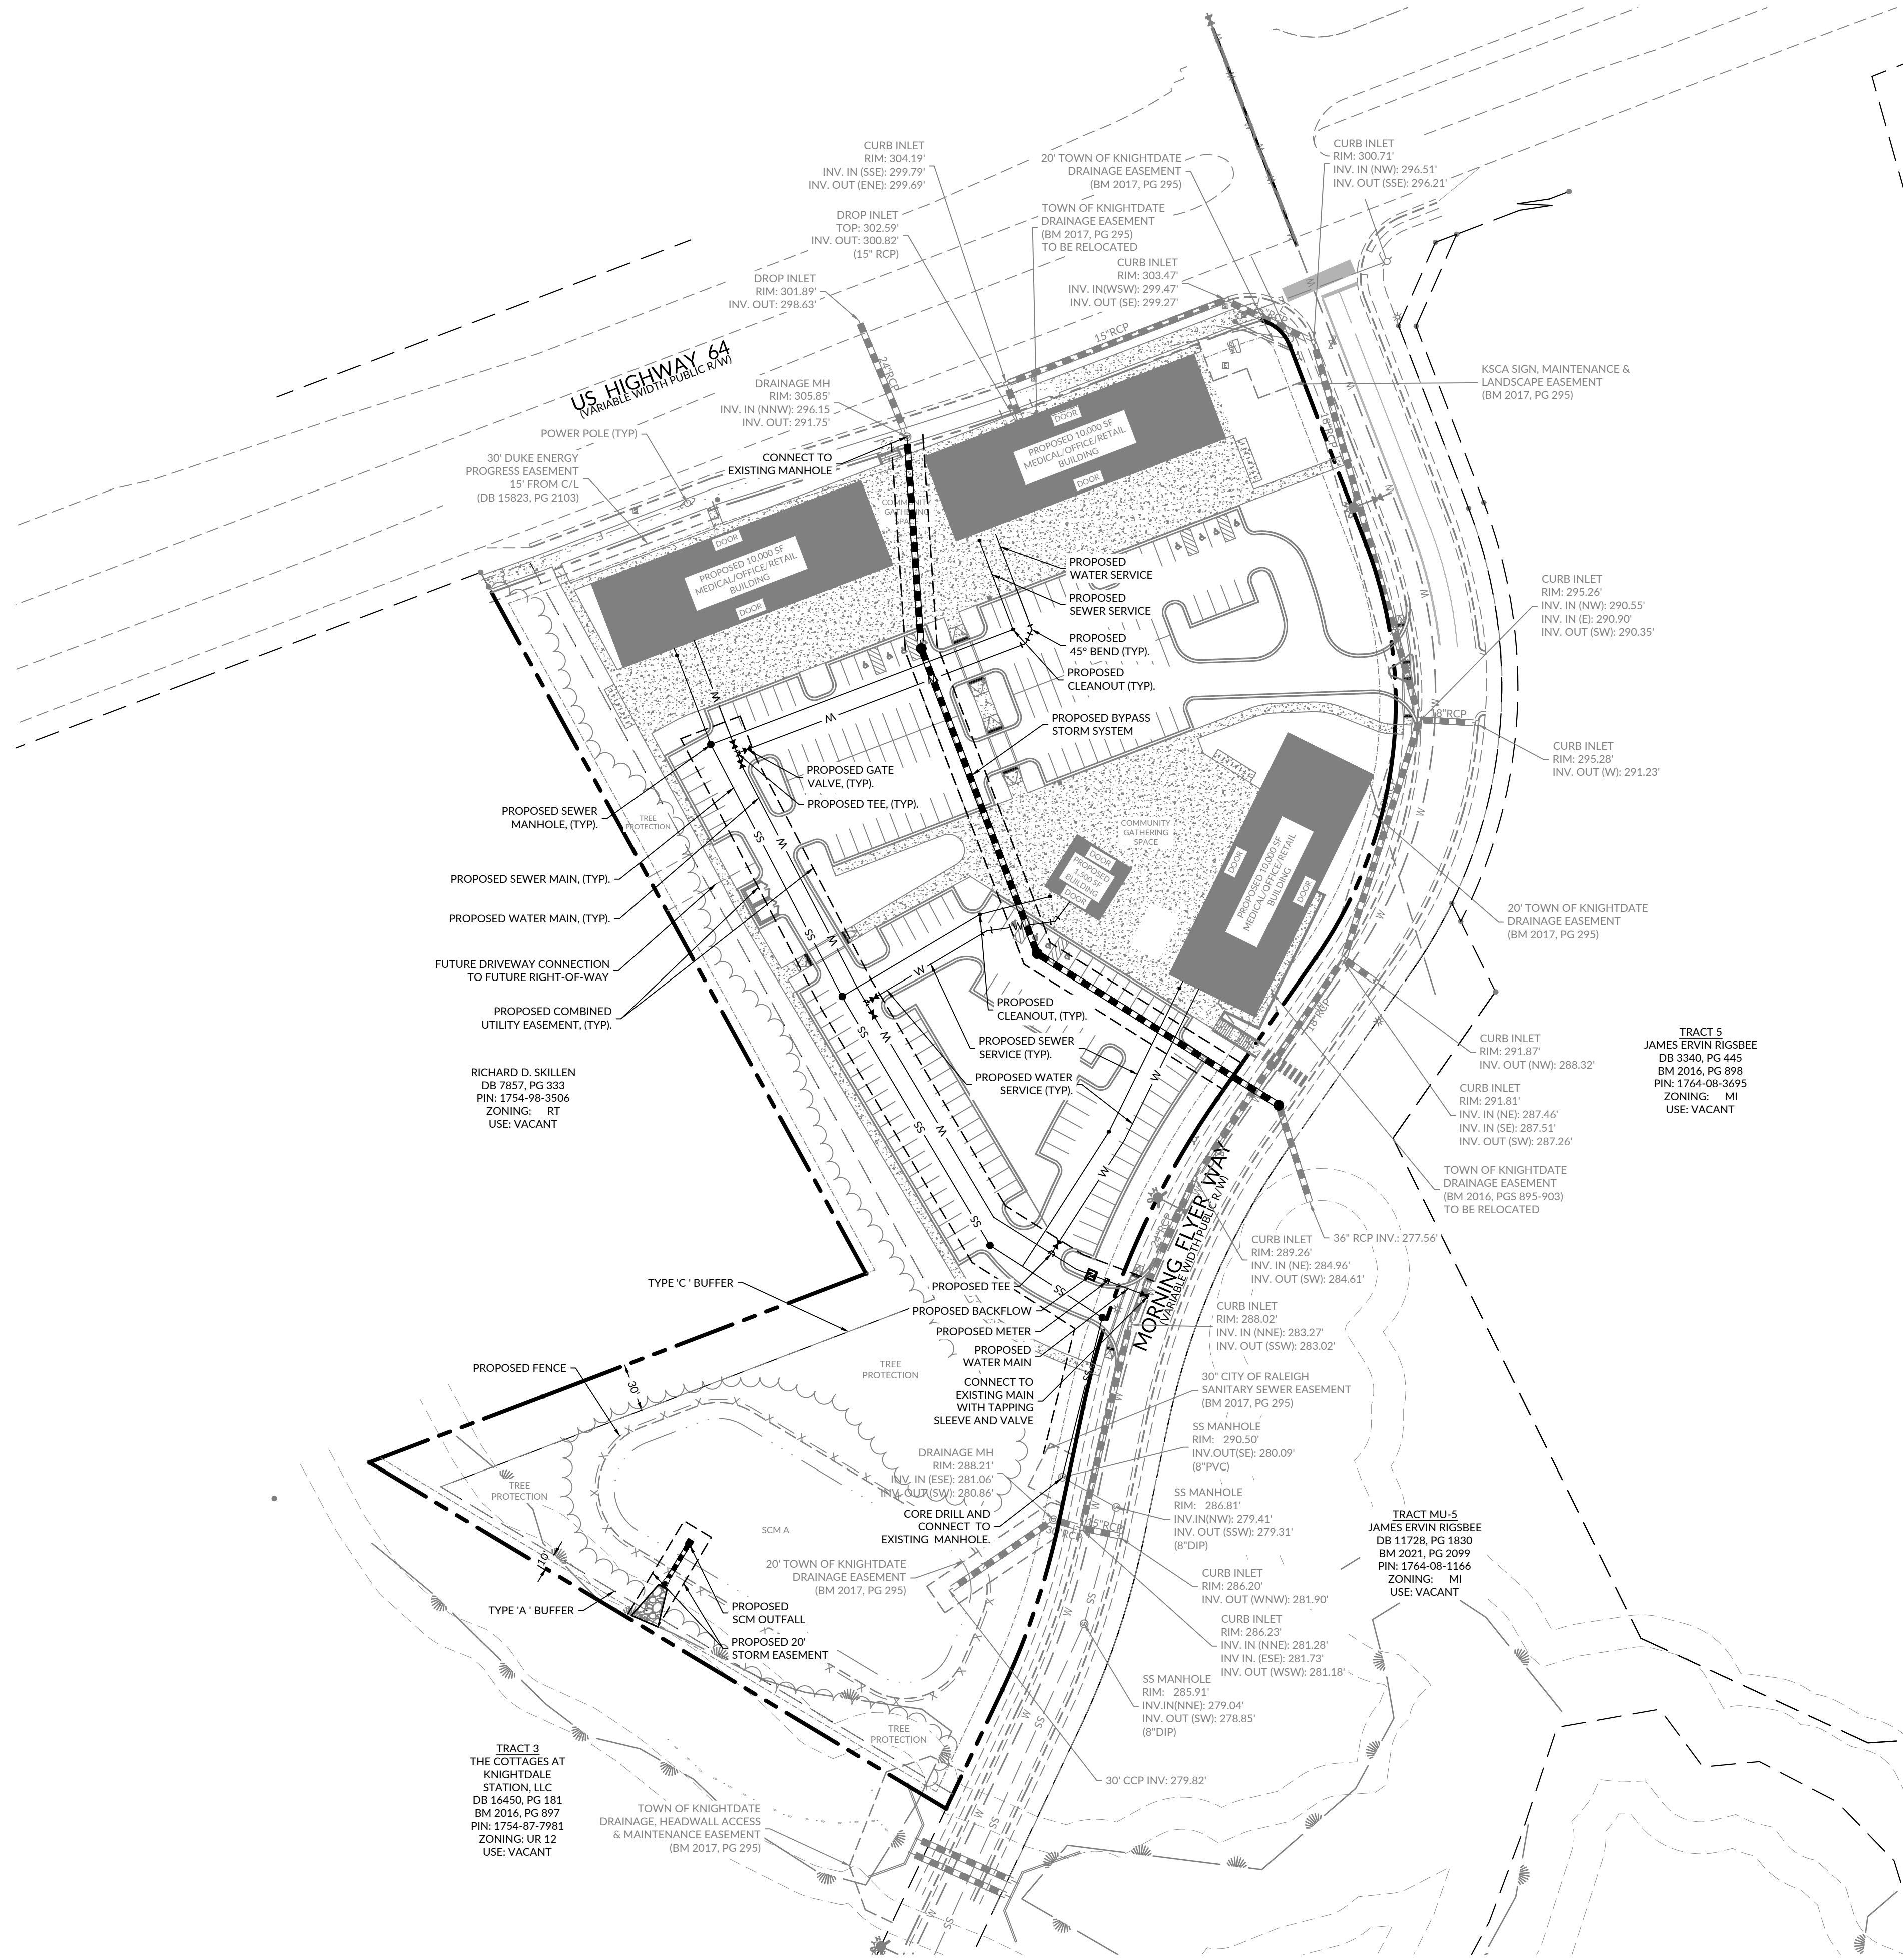 CURB INLET
RIM: 304.19'
INV. IN (SSE): 299.79'
INV. OUT (ENE): 299.69'
20' TOWN OF KNIGHTDATE
DRAINAGE EASEMENT
(BM 2017, PG 295)
CURB INLET
RIM: 300.71'
INV. IN (NW): 296.51'
INV. OUT (SSE): 296.21'
DROP INLET
TOP: 302.59'
INV. OUT: 300.82'
(15" RCP)
TOWN OF KNIGHTDATE
DRAINAGE EASEMENT
(BM 2017, PG 295)
TO BE RELOCATED
DROP INLET
RIM: 301.89'
INV. OUT: 298.63'
CURB INLET
RIM: 303.47'
INV. IN(WSW): 299.47'
INV. OUT (SE): 299.27'
15"RCP
24"RCP
US HIGHWAY 64
(VARIABLE WIDTH PUBLIC R/W)
DRAINAGE MH
RIM: 305.85'
INV. IN (NNW): 296.15
INV. OUT: 291.75'
KSCA SIGN, MAINTENANCE &
LANDSCAPE EASEMENT
(BM 2017, PG 295)
POWER POLE (TYP)
CONNECT TO
EXISTING MANHOLE
30' DUKE ENERGY
PROGRESS EASEMENT
15' FROM C/L
(DB 15823, PG 2103)
DOOR
PROPOSED 10,000 SF
MEDICAL/OFFICE/RETAIL
BUILDING
DOOR
18"RCP
COMMUNITY
GATHERING
SPACE
DOOR
PROPOSED 10,000 SF
MEDICAL/OFFICE/RETAIL
BUILDING
DOOR
PROPOSED
WATER SERVICE
PROPOSED
SEWER SERVICE
PROPOSED
45° BEND (TYP).
PROPOSED
CLEANOUT (TYP).
CURB INLET
RIM: 295.26'
INV. IN (NW): 290.55'
INV. IN (E): 290.90'
INV. OUT (SW): 290.35'
PROPOSED BYPASS
STORM SYSTEM
18"RCP
CURB INLET
RIM: 295.28'
INV. OUT (W): 291.23'
PROPOSED GATE
VALVE, (TYP).
PROPOSED TEE, (TYP).
PROPOSED SEWER
MANHOLE, (TYP).
TREE
PROTECTION
COMMUNITY
GATHERING
SPACE
DOOR
PROPOSED
1,500 SF
BUILDING
DOOR
DOOR
PROPOSED 10,000 SF
MEDICAL/OFFICE/RETAIL
BUILDING
DOOR
PROPOSED SEWER MAIN, (TYP).
PROPOSED WATER MAIN, (TYP).
20' TOWN OF KNIGHTDATE
DRAINAGE EASEMENT
(BM 2017, PG 295)
FUTURE DRIVEWAY CONNECTION
TO FUTURE RIGHT-OF-WAY
PROPOSED COMBINED
UTILITY EASEMENT, (TYP).
PROPOSED
CLEANOUT, (TYP).
PROPOSED SEWER
SERVICE (TYP).
PROPOSED WATER
SERVICE (TYP).
18"RCP
CURB INLET
RIM: 291.87'
INV. OUT (NW): 288.32'
TRACT 5
JAMES ERVIN RIGSBEE
DB 3340, PG 445
BM 2016, PG 898
PIN: 1764-08-3695
ZONING: MI
USE: VACANT
CURB INLET
RIM: 291.81'
INV. IN (NE): 287.46'
INV. IN (SE): 287.51'
INV. OUT (SW): 287.26'
RICHARD D. SKILLEN
DB 7857, PG 333
PIN: 1754-98-3506
ZONING: RT
USE: VACANT
TOWN OF KNIGHTDATE
DRAINAGE EASEMENT
(BM 2016, PGS 895-903)
TO BE RELOCATED
MORNING FLYER WAY
(VARIABLE WIDTH PUBLIC R/W)
24"RCP
36" RCP INV.: 277.56'
CURB INLET
RIM: 289.26'
INV. IN (NE): 284.96'
INV. OUT (SW): 284.61'
TYPE 'C ' BUFFER
PROPOSED TEE
PROPOSED BACKFLOW
PROPOSED METER
PROPOSED
WATER MAIN
CONNECT TO
EXISTING MAIN
WITH TAPPING
SLEEVE AND VALVE
CURB INLET
RIM: 288.02'
INV. IN (NNE): 283.27'
INV. OUT (SSW): 283.02'
PROPOSED FENCE
30'
TREE
PROTECTION
30" CITY OF RALEIGH
SANITARY SEWER EASEMENT
(BM 2017, PG 295)
SS MANHOLE
RIM: 290.50'
INV.OUT(SE): 280.09'
(8"PVC)
DRAINAGE MH
RIM: 288.21'
INV. IN (ESE): 281.06'
INV. OUT (SW): 280.86'
TREE
PROTECTION
SCM A
CORE DRILL AND
CONNECT TO
EXISTING MANHOLE.
SS MANHOLE
RIM: 286.81'
INV.IN(NW): 279.41'
INV. OUT (SSW): 279.31'
(8"DIP)
TRACT MU-5
JAMES ERVIN RIGSBEE
DB 11728, PG 1830
BM 2021, PG 2099
PIN: 1764-08-1166
ZONING: MI
USE: VACANT
15"RCP
30"RCP
20' TOWN OF KNIGHTDATE
DRAINAGE EASEMENT
(BM 2017, PG 295)
10'
CURB INLET
RIM: 286.20'
INV. OUT (WNW): 281.90'
TYPE 'A ' BUFFER
PROPOSED
SCM OUTFALL
PROPOSED 20'
STORM EASEMENT
CURB INLET
RIM: 286.23'
INV. IN (NNE): 281.28'
INV IN. (ESE): 281.73'
INV. OUT (WSW): 281.18'
SS MANHOLE
RIM: 285.91'
INV.IN(NNE): 279.04'
INV. OUT (SW): 278.85'
(8"DIP)
TREE
PROTECTION
30' CCP INV: 279.82'
TRACT 3
THE COTTAGES AT
KNIGHTDALE
STATION, LLC
DB 16450, PG 181
BM 2016, PG 897
PIN: 1754-87-7981
ZONING: UR 12
USE: VACANT
TOWN OF KNIGHTDATE
DRAINAGE, HEADWALL ACCESS
& MAINTENANCE EASEMENT
(BM 2017, PG 295)